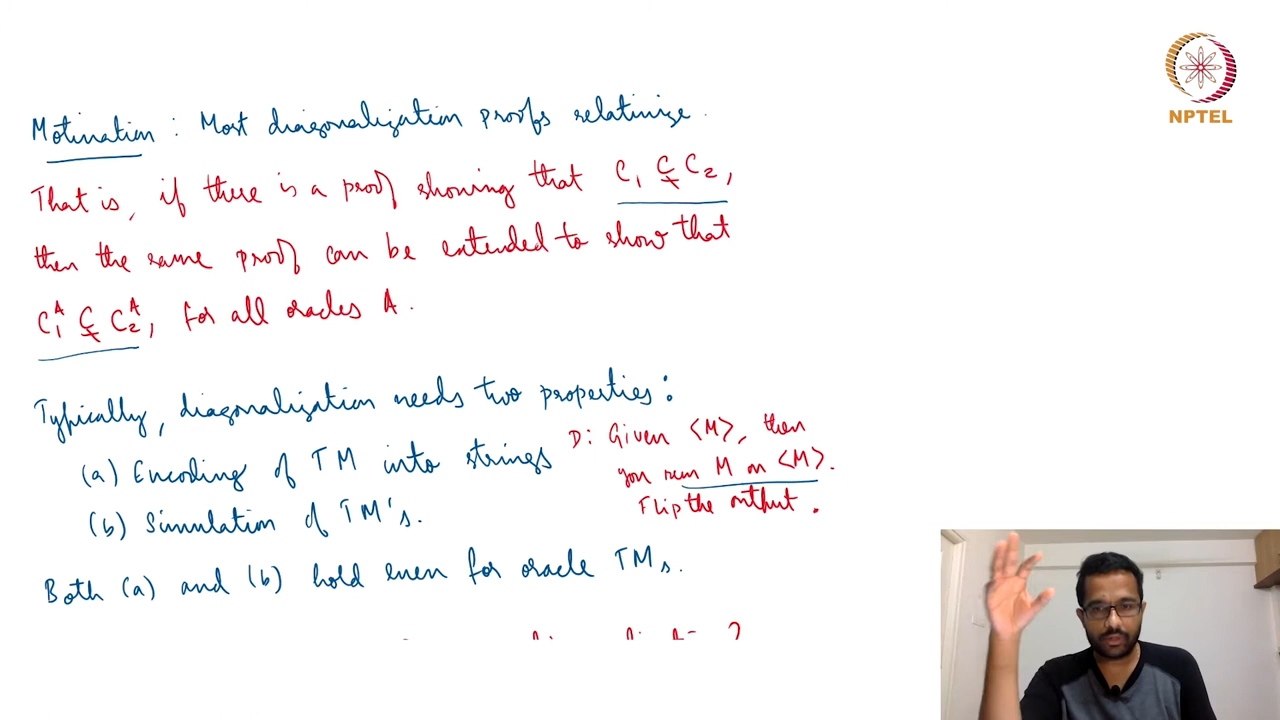 NPTEL
Motivation : Most diagonalization proofs relativize.
That is, if there is a proof showing that C₁ ⊊ C₂,
then the same proof can be extended to show that
C₁ᴬ ⊊ C₂ᴬ, for all oracles A.
Typically, diagonalization needs two properties:
(a) Encoding of TM into strings
(b) Simulation of TM's.
D: Given <M>, then
you run M on <M>.
Flip the output.
Both (a) and (b) hold even for oracle TMs.